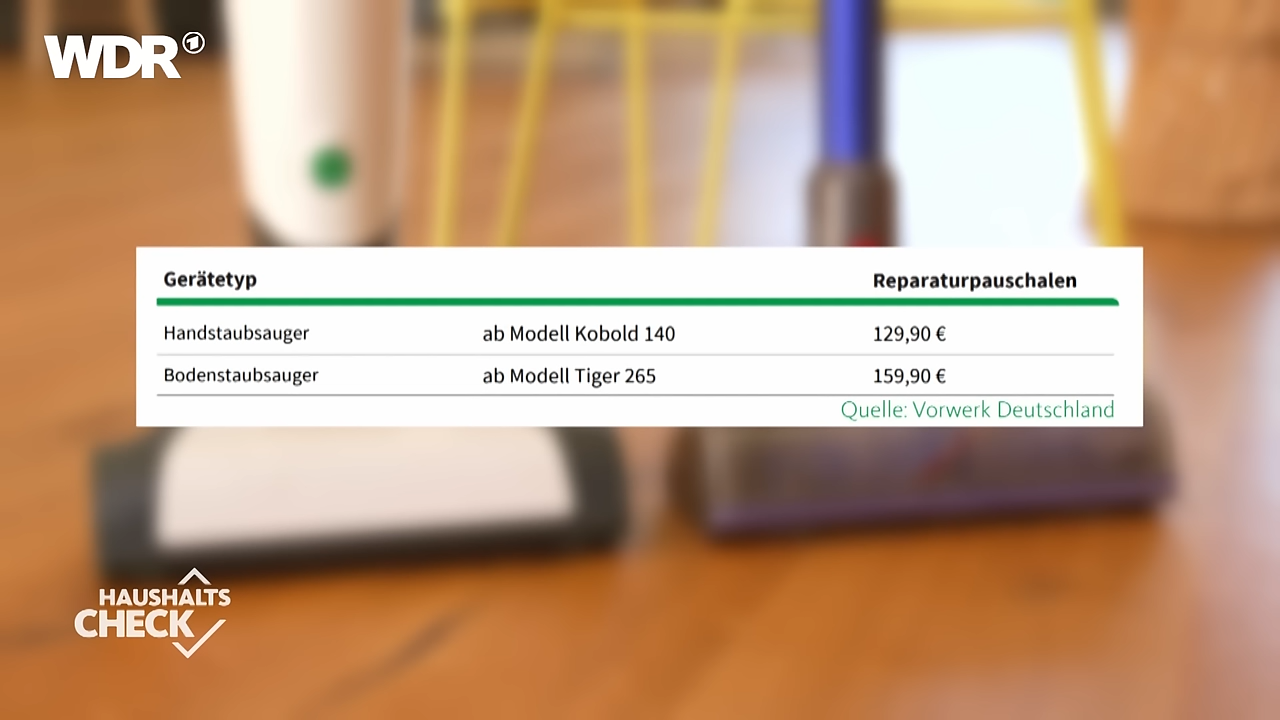 WDR
Gerätetyp Reparaturpauschalen
Handstaubsauger ab Modell Kobold 140 129,90 €
Bodenstaubsauger ab Modell Tiger 265 159,90 €
Quelle: Vorwerk Deutschland
HAUSHALTS
CHECK